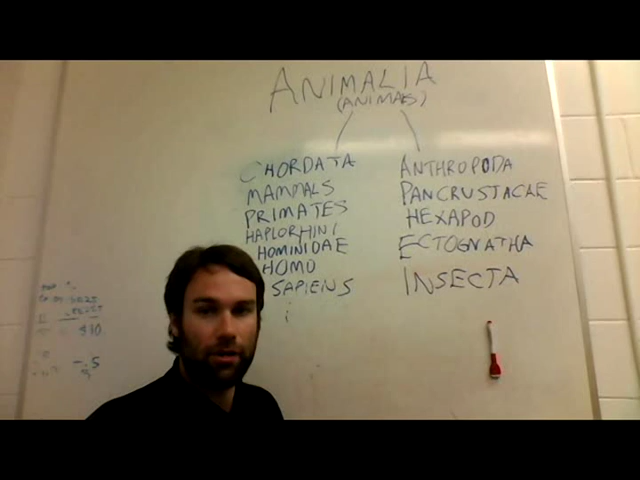 ANIMALIA
(ANIMALS)
CHORDATA
MAMMALS
PRIMATES
HAPLORHINI
HOMINIDAE
HOMO
SAPIENS
ANTHROPODA
PANCRUSTACAE
HEXAPOD
ECTOGNATHA
INSECTA
$10